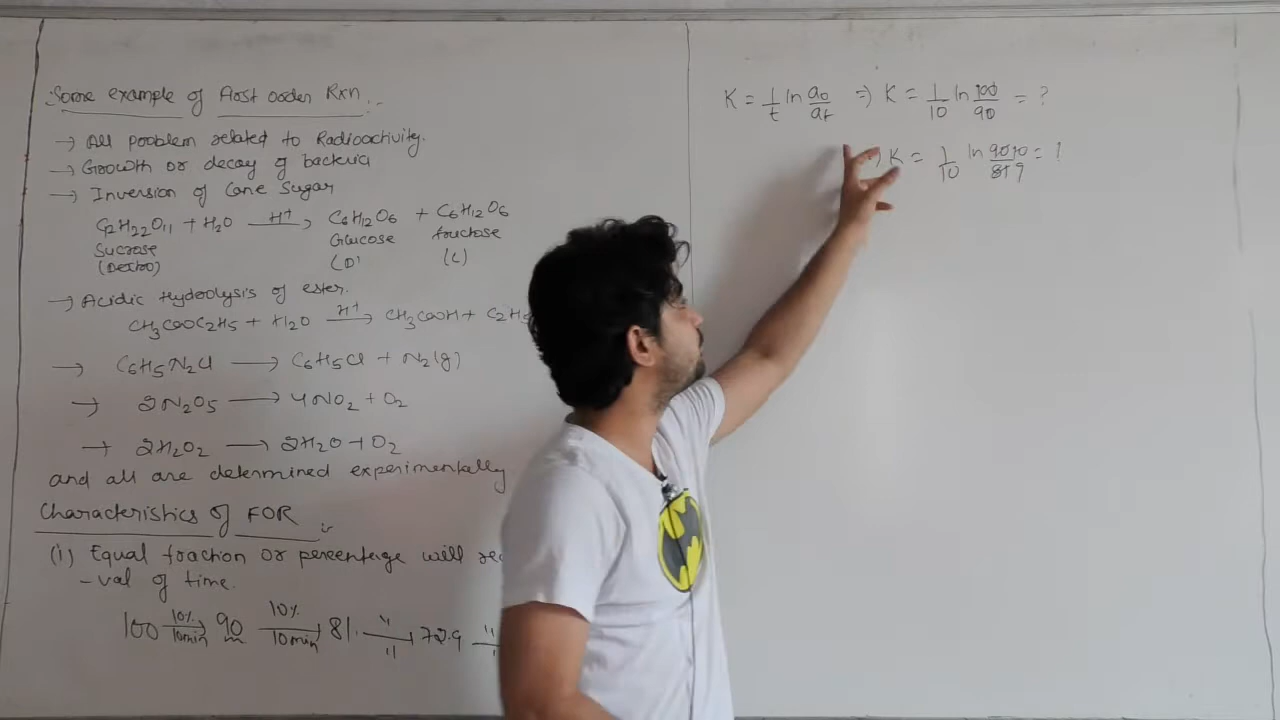 Some example of First order Rxn :-
→ All problem related to Radioactivity.
→ Growth or decay of bacteria
→ Inversion of Cane Sugar
C12H22O11 + H2O —H+→ C6H12O6 + C6H12O6
Sucrose Glucose fructose
(Dextro) (D) (L)
→ Acidic Hydrolysis of ester.
CH3COOC2H5 + H2O —H+→ CH3COOH + C2H5
→ C6H5N2Cl → C6H5Cl + N2(g)
→ 2N2O5 → 4NO2 + O2
→ 2H2O2 → 2H2O + O2
and all are determined experimentally
Characteristics of FOR :-
(i) Equal fraction or percentage will rea
-val of time.
100 —10%/10min→ 90 —10%/10min→ 81. —"/"→ 72.9 —"/"
K = 1/t ln a0/at ⇒ K = 1/10 ln 100/90 = ?
⇒ K = 1/10 ln 90 10/81 9 = ?